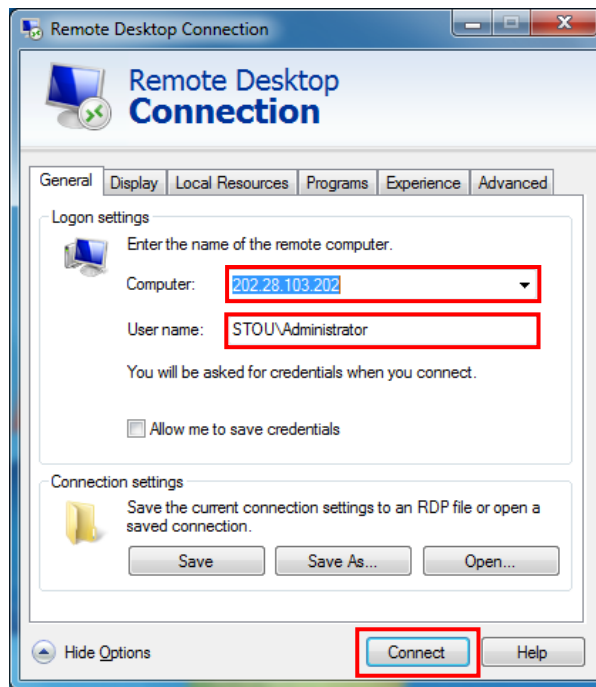 Remote Desktop Connection
Remote Desktop
Connection
General Display Local Resources Programs Experience Advanced
Logon settings
Enter the name of the remote computer.
Computer: 202.28.103.202
User name: STOU\Administrator
You will be asked for credentials when you connect.
Allow me to save credentials
Connection settings
Save the current connection settings to an RDP file or open a
saved connection.
Save Save As... Open...
Hide Options Connect Help